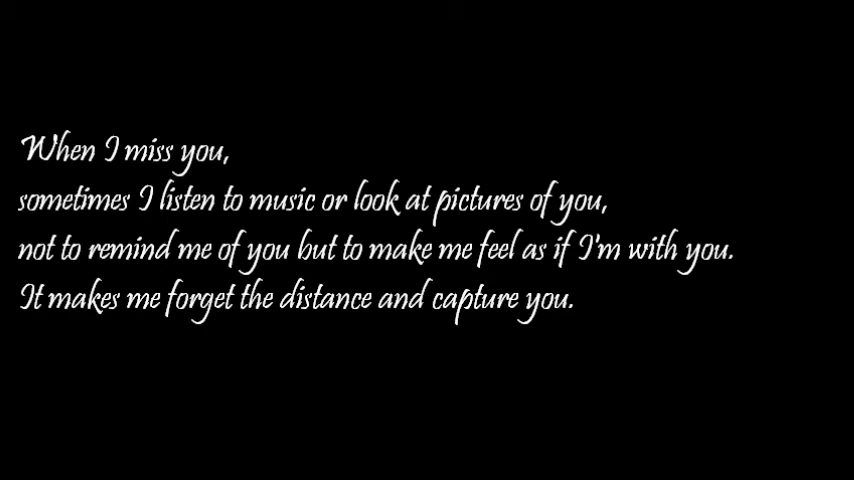 When I miss you,
sometimes I listen to music or look at pictures of you,
not to remind me of you but to make me feel as if I'm with you.
It makes me forget the distance and capture you.